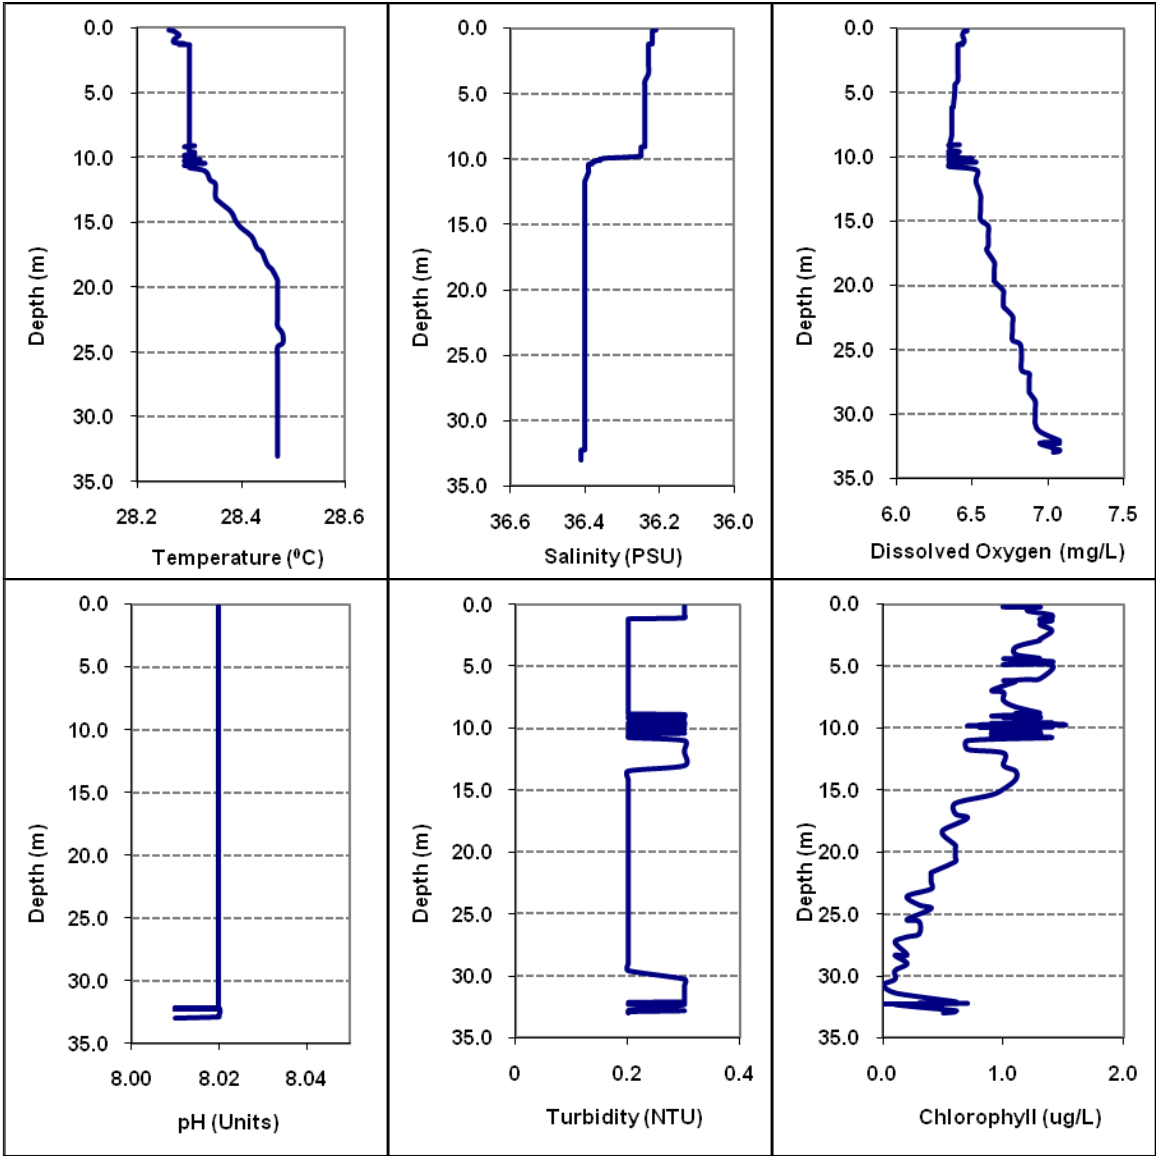 0.0
5.0
10.0
15.0
20.0
25.0
30.0
35.0
28.2 28.4 28.6
Depth (m)
Temperature (⁰C)
0.0
5.0
10.0
15.0
20.0
25.0
30.0
35.0
36.6 36.4 36.2 36.0
Depth (m)
Salinity (PSU)
0.0
5.0
10.0
15.0
20.0
25.0
30.0
35.0
6.0 6.5 7.0 7.5
Depth (m)
Dissolved Oxygen (mg/L)
0.0
5.0
10.0
15.0
20.0
25.0
30.0
35.0
8.00 8.02 8.04
Depth (m)
pH (Units)
0.0
5.0
10.0
15.0
20.0
25.0
30.0
35.0
0 0.2 0.4
Depth (m)
Turbidity (NTU)
0.0
5.0
10.0
15.0
20.0
25.0
30.0
35.0
0.0 1.0 2.0
Depth (m)
Chlorophyll (ug/L)